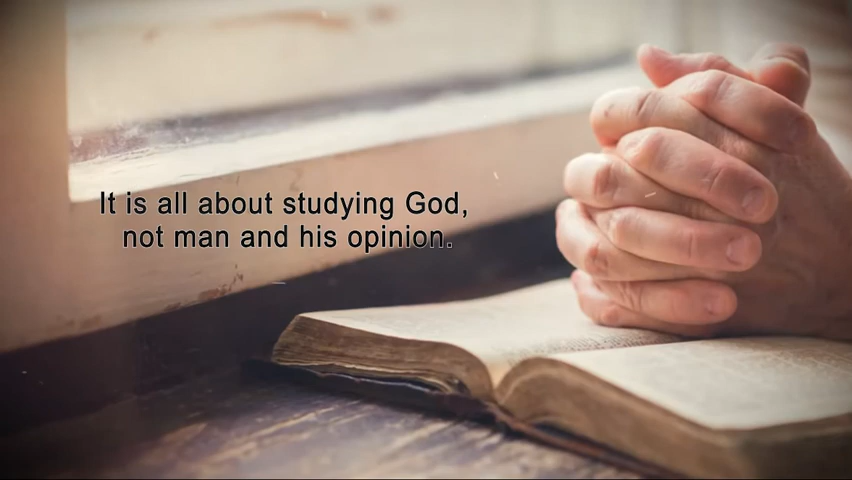 It is all about studying God,
not man and his opinion.